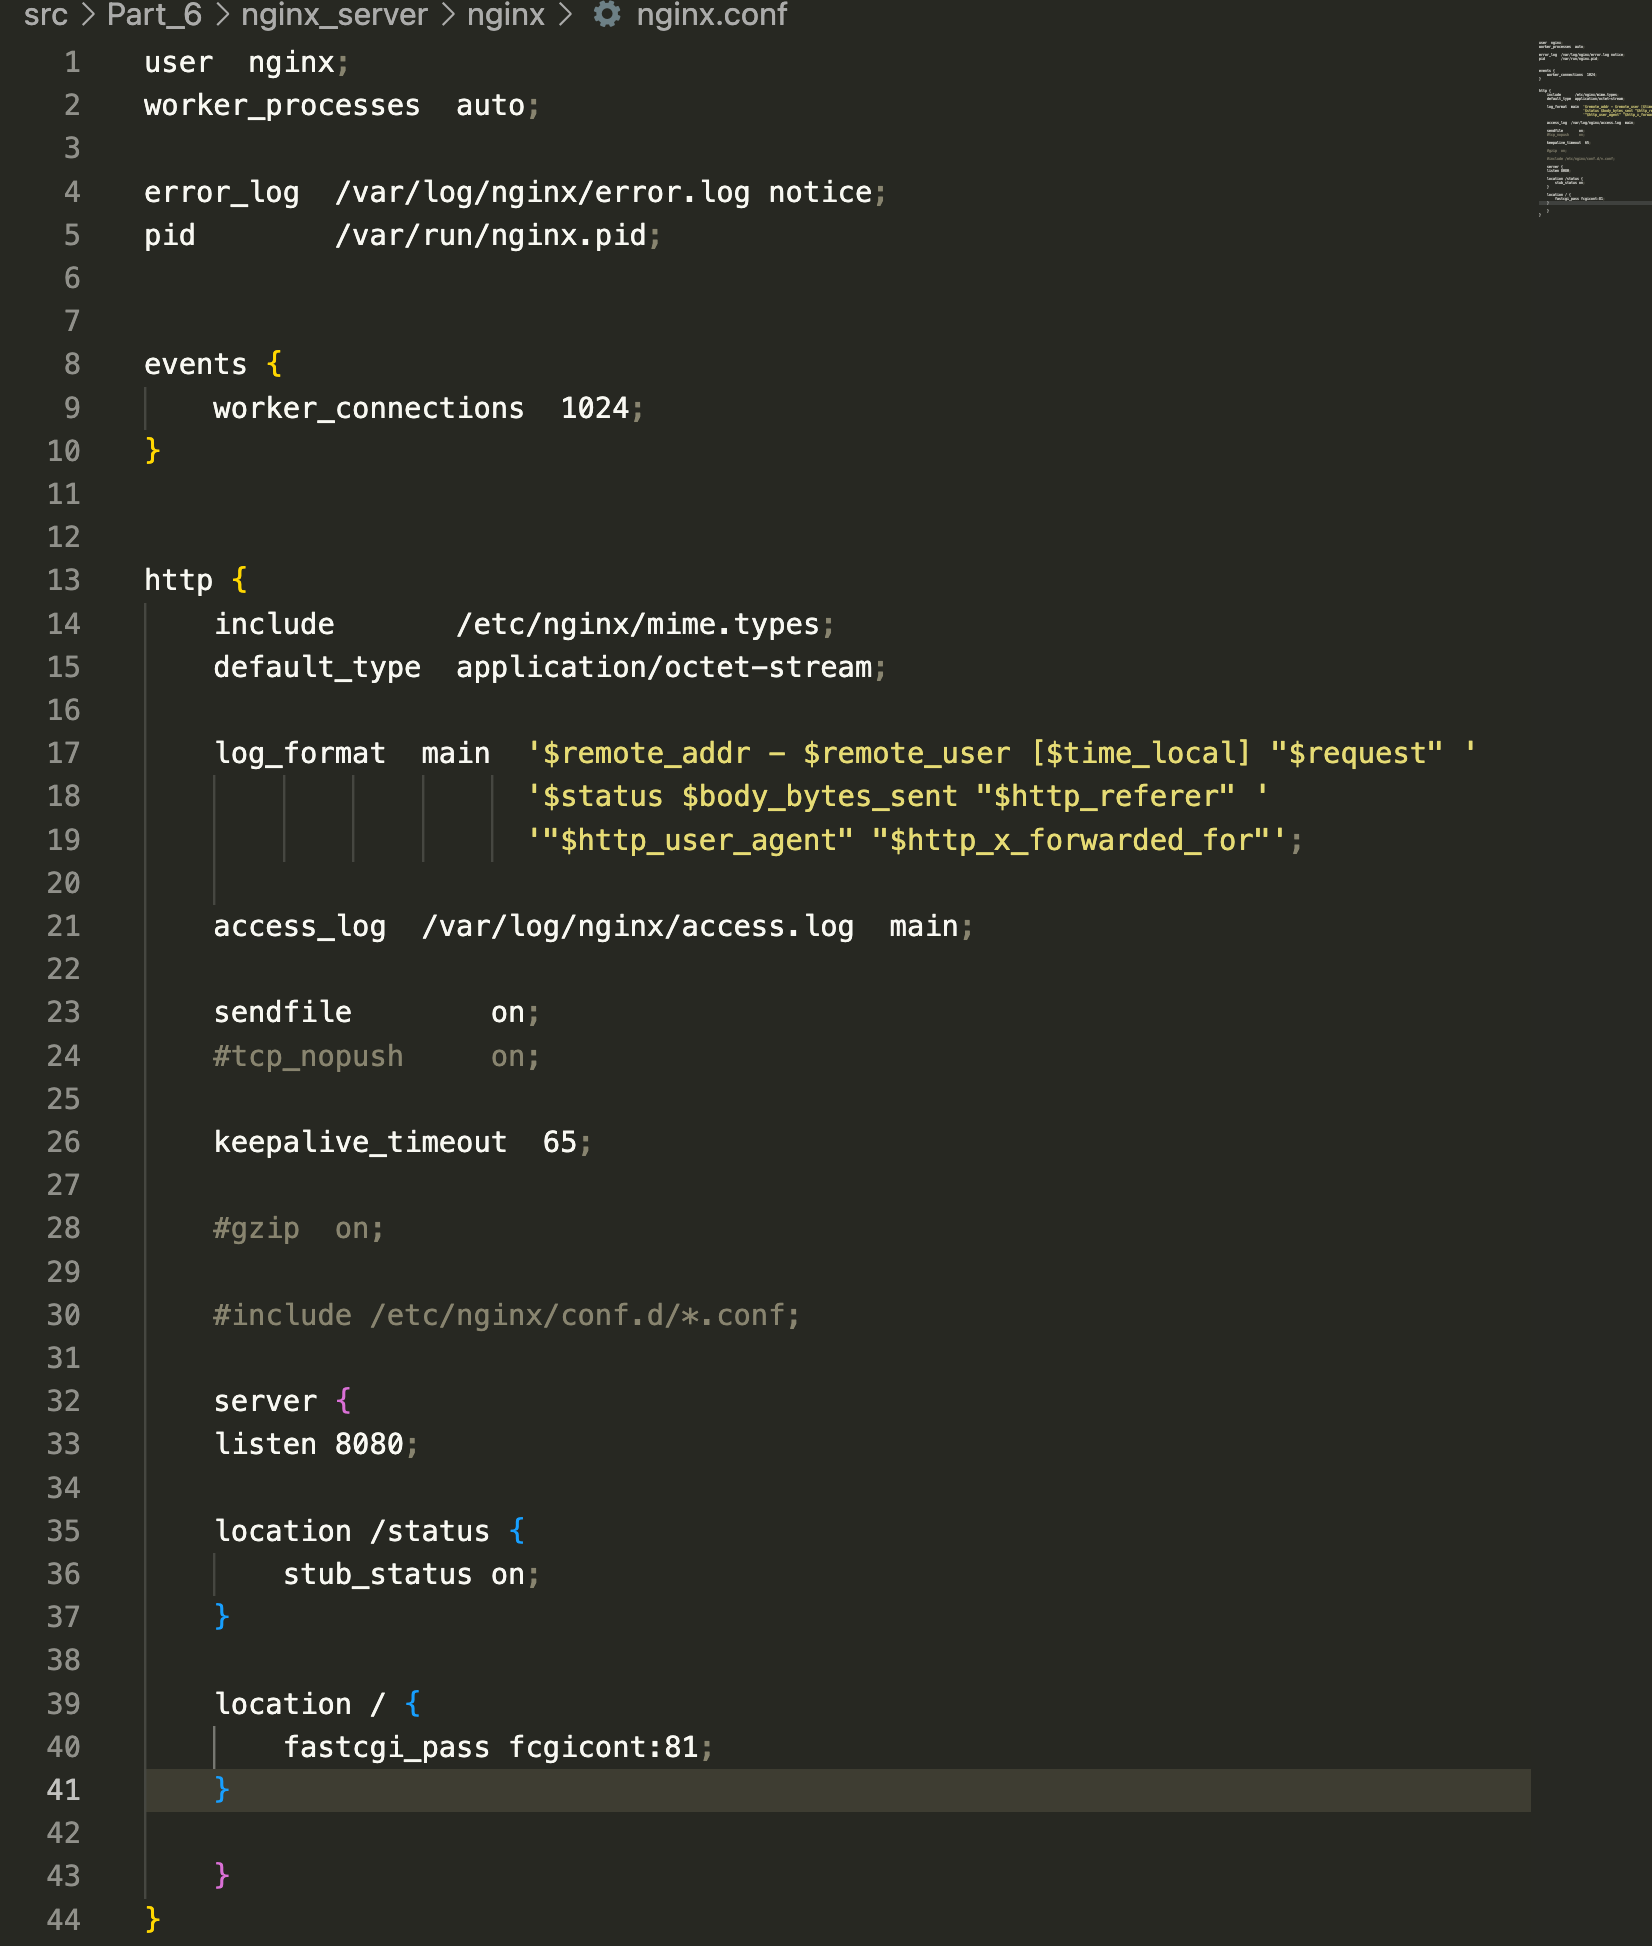 src > Part_6 > nginx_server > nginx > nginx.conf
1 user  nginx;
2 worker_processes  auto;
3
4 error_log  /var/log/nginx/error.log notice;
5 pid        /var/run/nginx.pid;
6
7
8 events {
9     worker_connections  1024;
10 }
11
12
13 http {
14     include       /etc/nginx/mime.types;
15     default_type  application/octet-stream;
16
17     log_format  main  '$remote_addr - $remote_user [$time_local] "$request" '
18                       '$status $body_bytes_sent "$http_referer" '
19                       '"$http_user_agent" "$http_x_forwarded_for"';
20
21     access_log  /var/log/nginx/access.log  main;
22
23     sendfile        on;
24     #tcp_nopush     on;
25
26     keepalive_timeout  65;
27
28     #gzip  on;
29
30     #include /etc/nginx/conf.d/*.conf;
31
32     server {
33     listen 8080;
34
35     location /status {
36         stub_status on;
37     }
38
39     location / {
40         fastcgi_pass fcgicont:81;
41     }
42
43     }
44 }